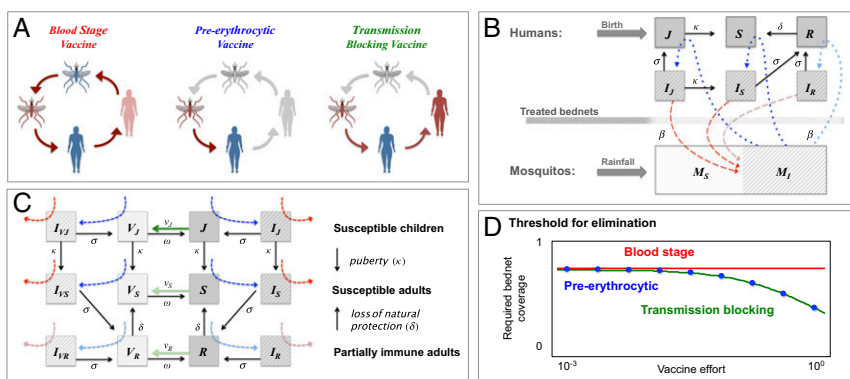 A
Blood Stage
Vaccine
Pre-erythrocytic
Vaccine
Transmission
Blocking Vaccine
B
Humans:
Birth
J
κ
S
δ
R
σ
σ
σ
I_J
κ
I_S
I_R
Treated bednets
β
β
Mosquitos:
Rainfall
M_S
M_I
C
I_VJ
σ
V_J
ν_J
ω
J
σ
I_J
Susceptible children
κ
κ
κ
κ
puberty (κ)
I_VS
V_S
ν_S
ω
S
I_S
Susceptible adults
σ
δ
δ
σ
loss of natural
protection (δ)
I_VR
σ
V_R
ν_R
ω
R
σ
I_R
Partially immune adults
D
Threshold for elimination
1
Blood stage
Pre-erythrocytic
Transmission blocking
Required bednet
coverage
0
10^-3
Vaccine effort
10^0